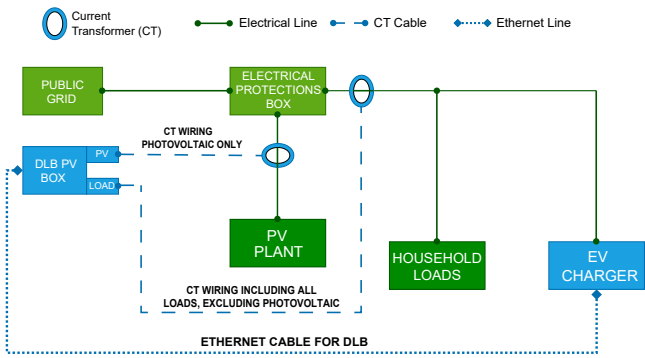 Current
Transformer (CT)
Electrical Line
CT Cable
Ethernet Line
PUBLIC
GRID
ELECTRICAL
PROTECTIONS
BOX
CT WIRING
PHOTOVOLTAIC ONLY
DLB PV
BOX
PV
LOAD
PV
PLANT
HOUSEHOLD
LOADS
EV
CHARGER
CT WIRING INCLUDING ALL
LOADS, EXCLUDING PHOTOVOLTAIC
ETHERNET CABLE FOR DLB